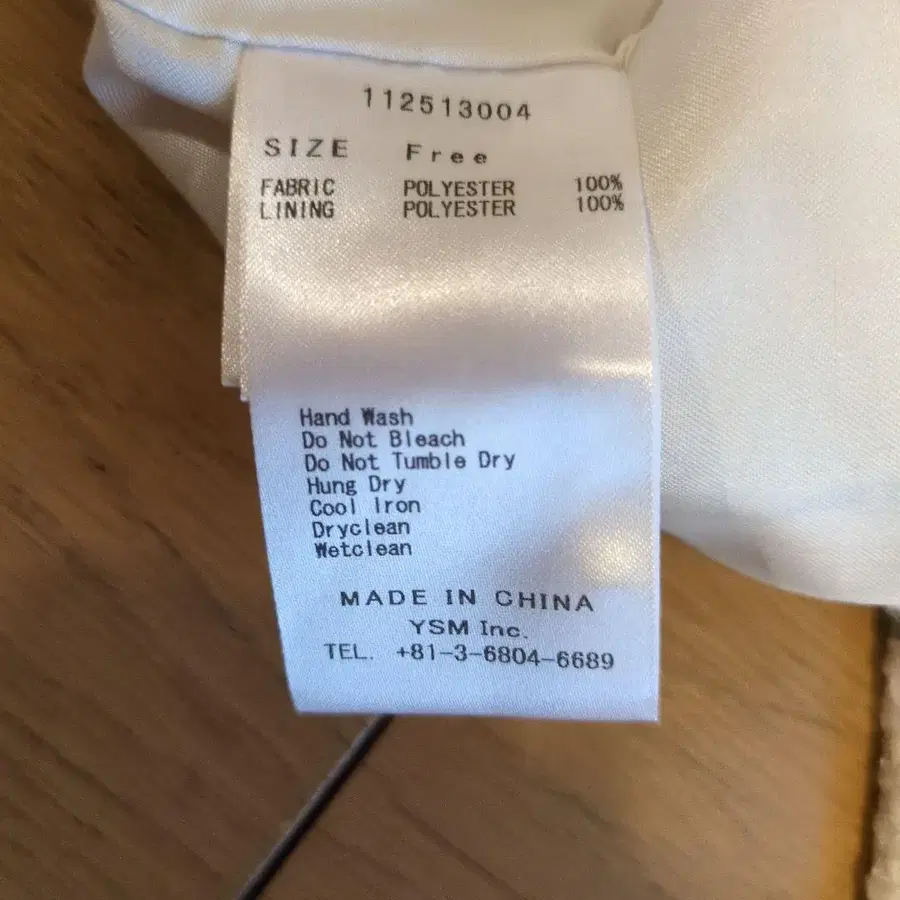 112513004
SIZE Free
FABRIC POLYESTER 100%
LINING POLYESTER 100%
Hand Wash
Do Not Bleach
Do Not Tumble Dry
Hung Dry
Cool Iron
Dryclean
Wetclean
MADE IN CHINA
YSM Inc.
TEL. +81-3-6804-6689